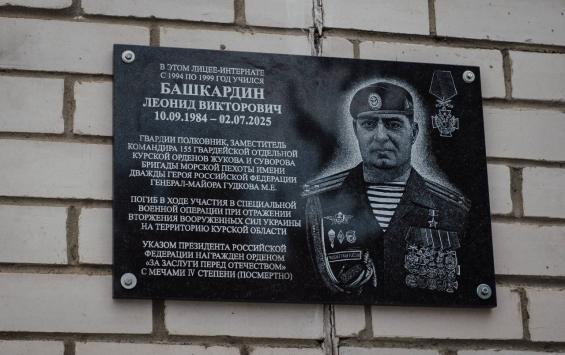 В ЭТОМ ЛИЦЕЕ-ИНТЕРНАТЕ
С 1994 ПО 1999 ГОД УЧИЛСЯ
БАШКАРДИН
ЛЕОНИД ВИКТОРОВИЧ
10.09.1984 – 02.07.2025
ГВАРДИИ ПОЛКОВНИК, ЗАМЕСТИТЕЛЬ
КОМАНДИРА 155 ГВАРДЕЙСКОЙ ОТДЕЛЬНОЙ
КУРСКОЙ ОРДЕНОВ ЖУКОВА И СУВОРОВА
БРИГАДЫ МОРСКОЙ ПЕХОТЫ ИМЕНИ
ДВАЖДЫ ГЕРОЯ РОССИЙСКОЙ ФЕДЕРАЦИИ
ГЕНЕРАЛ-МАЙОРА ГУДКОВА М.Е.
ПОГИБ В ХОДЕ УЧАСТИЯ В СПЕЦИАЛЬНОЙ
ВОЕННОЙ ОПЕРАЦИИ ПРИ ОТРАЖЕНИИ
ВТОРЖЕНИЯ ВООРУЖЕННЫХ СИЛ УКРАИНЫ
НА ТЕРРИТОРИЮ КУРСКОЙ ОБЛАСТИ
УКАЗОМ ПРЕЗИДЕНТА РОССИЙСКОЙ
ФЕДЕРАЦИИ НАГРАЖДЕН ОРДЕНОМ
«ЗА ЗАСЛУГИ ПЕРЕД ОТЕЧЕСТВОМ»
С МЕЧАМИ IV СТЕПЕНИ (ПОСМЕРТНО)